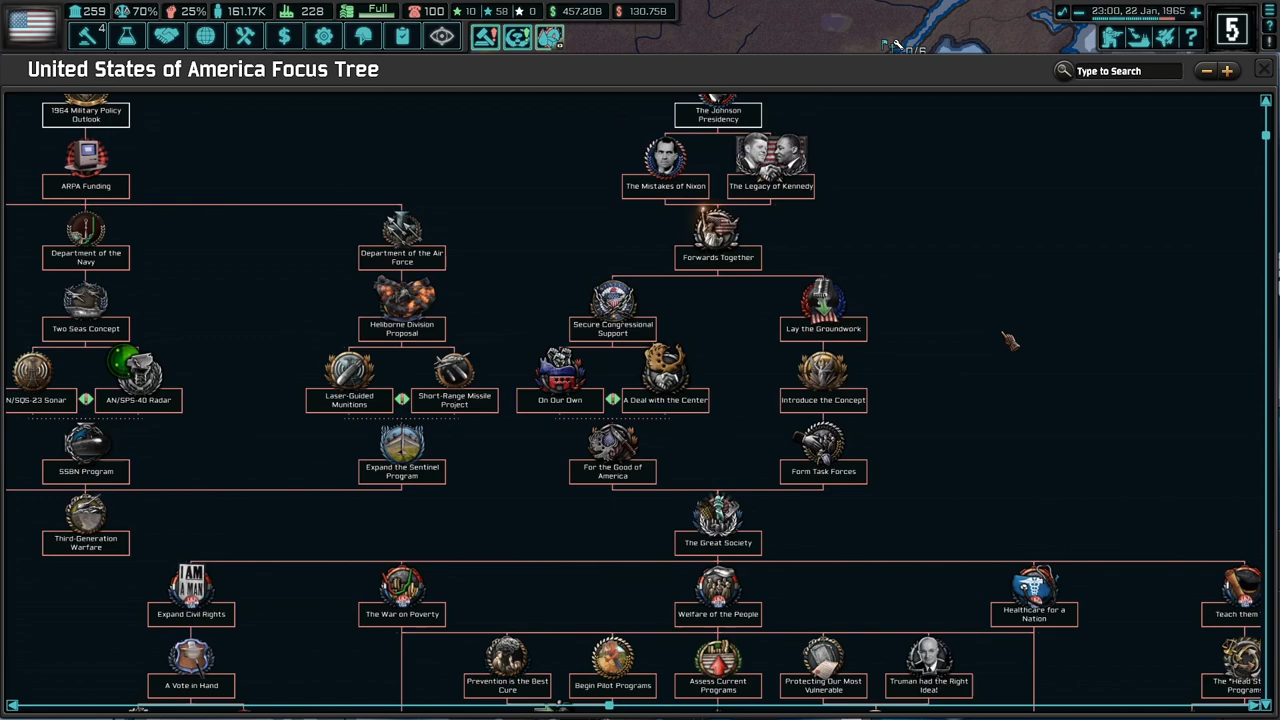 259 70% 25% 161.17K 228 Full 100 10 58 0 457.20B 130.75B 23:00, 22 Jan, 1965 5
4
0/6
United States of America Focus Tree
Type to Search
1964 Military Policy
Outlook
The Johnson
Presidency
ARPA Funding
The Mistakes of Nixon
The Legacy of Kennedy
Department of the
Navy
Department of the Air
Force
Forwards Together
Two Seas Concept
Heliborne Division
Proposal
Secure Congressional
Support
Lay the Groundwork
N/SQS-23 Sonar
AN/SPS-40 Radar
Laser-Guided
Munitions
Short-Range Missile
Project
On Our Own
A Deal with the Center
Introduce the Concept
SSBN Program
Expand the Sentinel
Program
For the Good of
America
Form Task Forces
Third-Generation
Warfare
The Great Society
I AM
A MAN
Expand Civil Rights
The War on Poverty
Welfare of the People
Healthcare for a
Nation
Teach them
A Vote in Hand
Prevention is the Best
Cure
Begin Pilot Programs
Assess Current
Programs
Protecting Our Most
Vulnerable
Truman had the Right
Idea!
The "Head St
Program